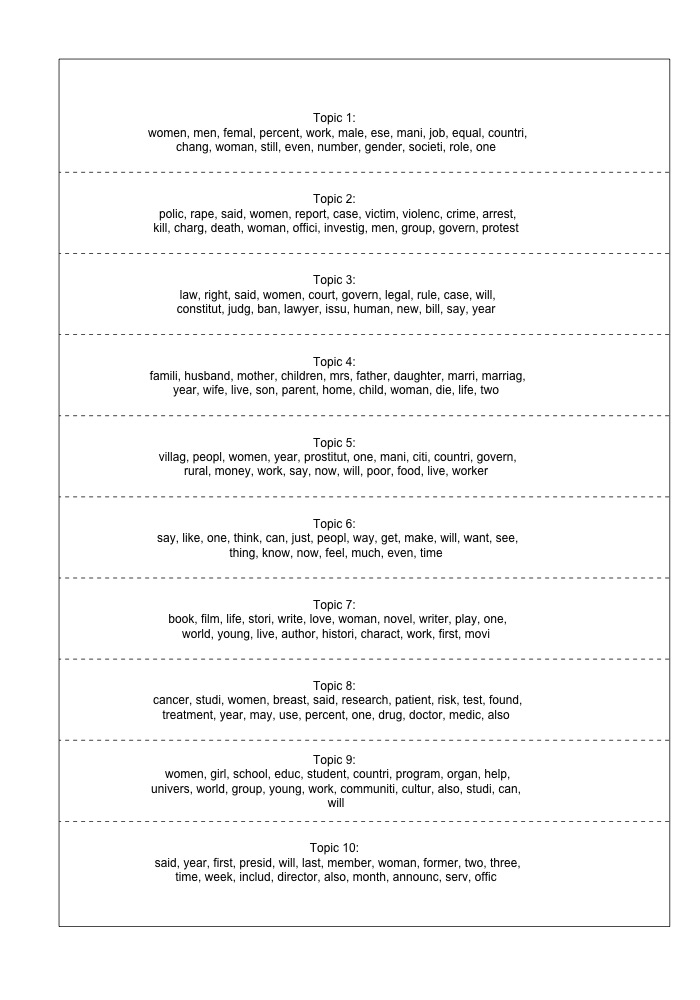 Topic 1:
women, men, femal, percent, work, male, ese, mani, job, equal, countri,
chang, woman, still, even, number, gender, societi, role, one
Topic 2:
polic, rape, said, women, report, case, victim, violenc, crime, arrest,
kill, charg, death, woman, offici, investig, men, group, govern, protest
Topic 3:
law, right, said, women, court, govern, legal, rule, case, will,
constitut, judg, ban, lawyer, issu, human, new, bill, say, year
Topic 4:
famili, husband, mother, children, mrs, father, daughter, marri, marriag,
year, wife, live, son, parent, home, child, woman, die, life, two
Topic 5:
villag, peopl, women, year, prostitut, one, mani, citi, countri, govern,
rural, money, work, say, now, will, poor, food, live, worker
Topic 6:
say, like, one, think, can, just, peopl, way, get, make, will, want, see,
thing, know, now, feel, much, even, time
Topic 7:
book, film, life, stori, write, love, woman, novel, writer, play, one,
world, young, live, author, histori, charact, work, first, movi
Topic 8:
cancer, studi, women, breast, said, research, patient, risk, test, found,
treatment, year, may, use, percent, one, drug, doctor, medic, also
Topic 9:
women, girl, school, educ, student, countri, program, organ, help,
univers, world, group, young, work, communiti, cultur, also, studi, can,
will
Topic 10:
said, year, first, presid, will, last, member, woman, former, two, three,
time, week, includ, director, also, month, announc, serv, offic